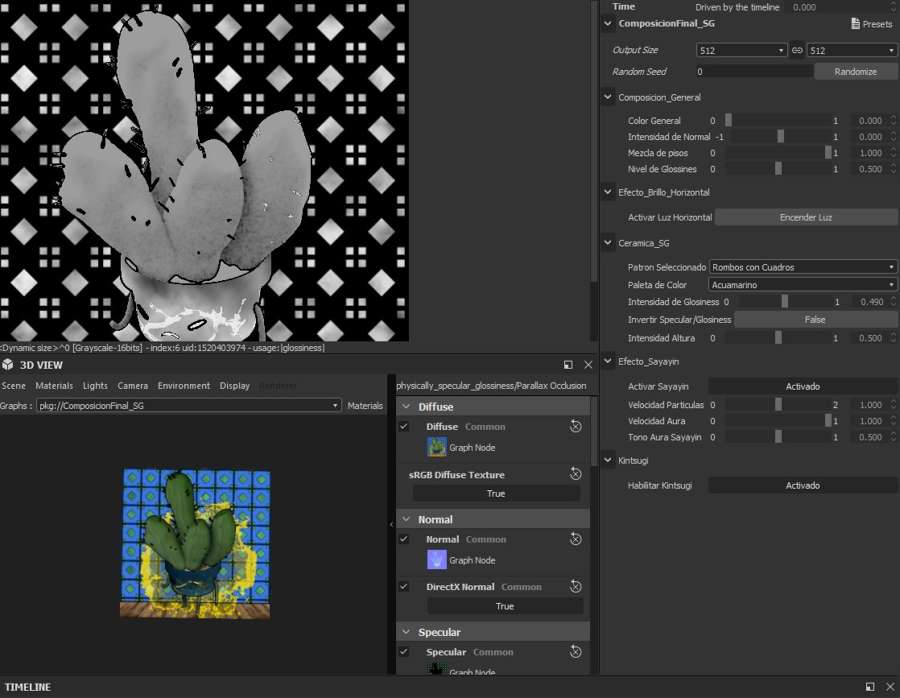 Time Driven by the timeline 0.000
ComposicionFinal_SG Presets
Output Size 512 512
Random Seed 0 Randomize
Composicion_General
Color General 0 1 0.000
Intensidad de Normal -1 1 0.000
Mezcla de pisos 0 1 1.000
Nivel de Glossines 0 1 0.500
Efecto_Brillo_Horizontal
Activar Luz Horizontal Encender Luz
Ceramica_SG
Patron Seleccionado Rombos con Cuadros
Paleta de Color Acuamarino
Intensidad de Glosiness 0 1 0.490
Invertir Specular/Glosiness False
Intensidad Altura 0 1 0.500
Efecto_Sayayin
Activar Sayayin Activado
Velocidad Particulas 0 2 1.000
Velocidad Aura 0 1 1.000
Tono Aura Sayayin 0 1 0.500
Kintsugi
Habilitar Kintsugi Activado
<Dynamic size>^0 [Grayscale-16bits] - index:6 uid:1520403974 - usage:|glossiness|
3D VIEW
Scene Materials Lights Camera Environment Display Renderer
Graphs : pkg://ComposicionFinal_SG Materials
physically_specular_glossiness/Parallax Occlusion
Diffuse
Diffuse Common
Graph Node
sRGB Diffuse Texture
True
Normal
Normal Common
Graph Node
DirectX Normal Common
True
Specular
Specular Common
Graph Node
TIMELINE